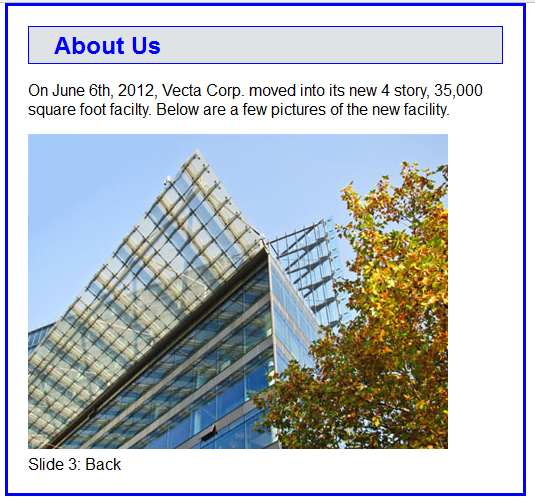 About Us
On June 6th, 2012, Vecta Corp. moved into its new 4 story, 35,000
square foot facilty. Below are a few pictures of the new facility.
Slide 3: Back